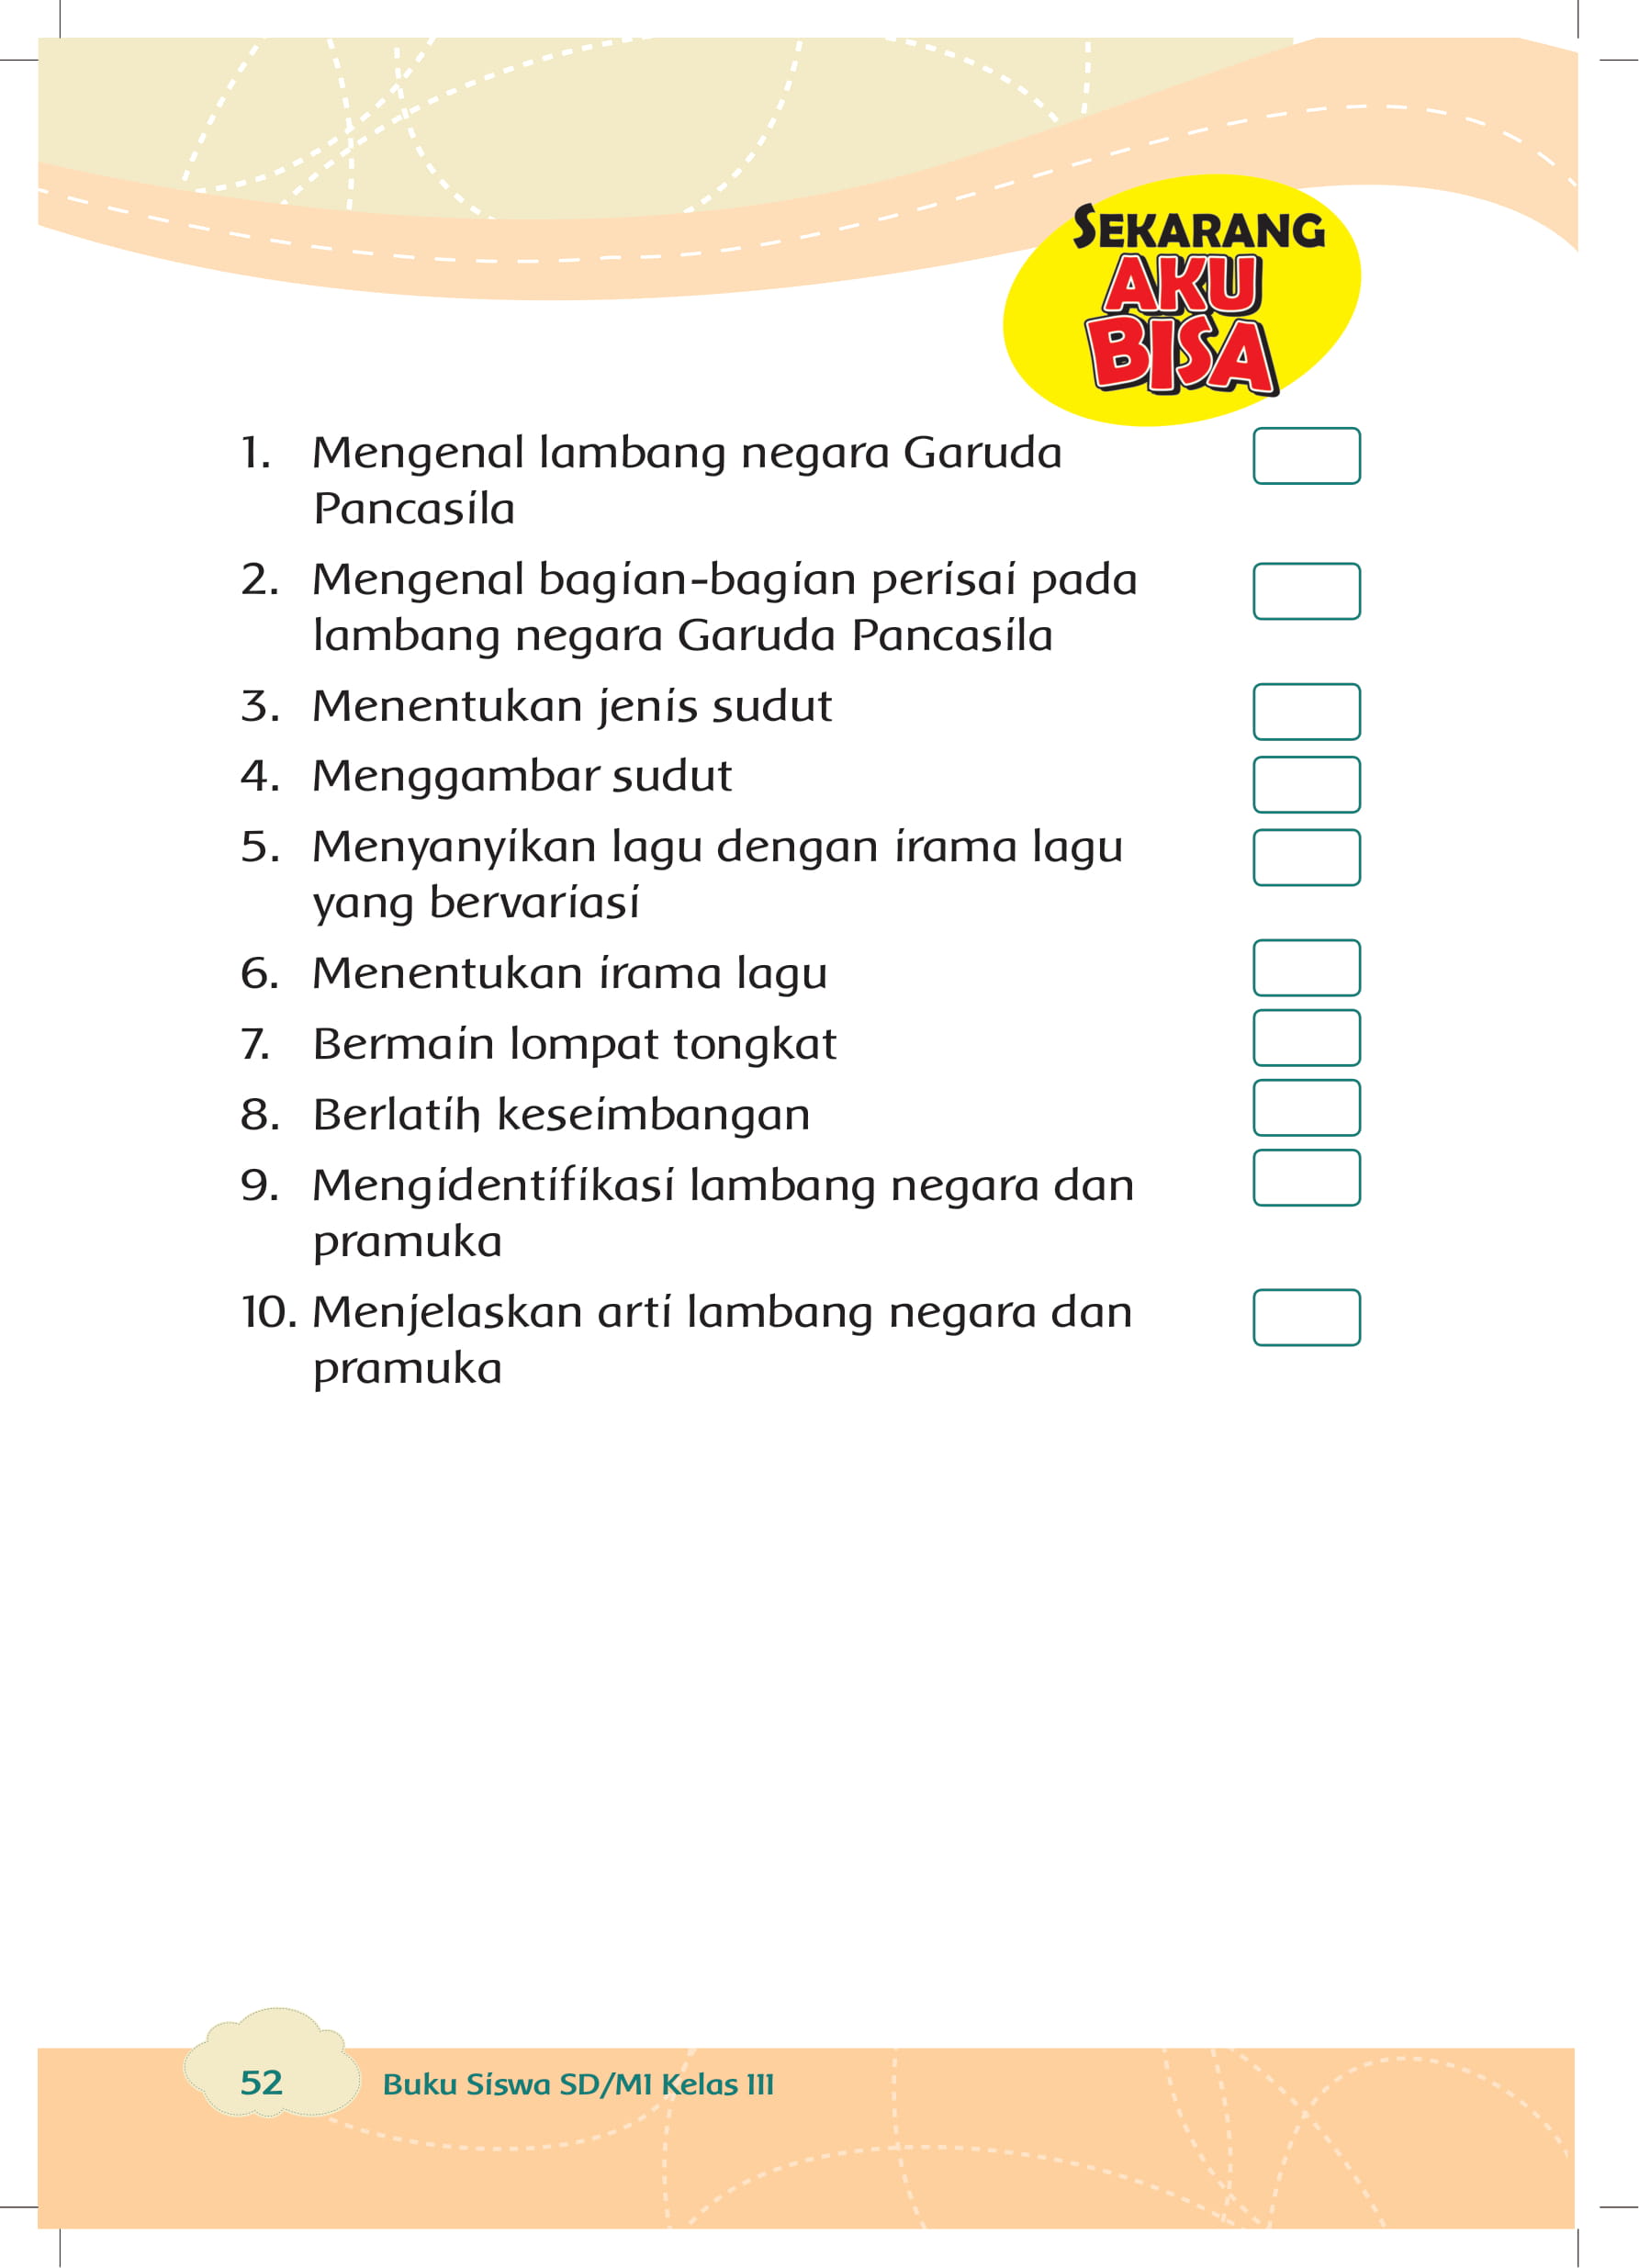 SEKARANG
AKU
BISA
1. Mengenal lambang negara Garuda
Pancasila
2. Mengenal bagian-bagian perisai pada
lambang negara Garuda Pancasila
3. Menentukan jenis sudut
4. Menggambar sudut
5. Menyanyikan lagu dengan irama lagu
yang bervariasi
6. Menentukan irama lagu
7. Bermain lompat tongkat
8. Berlatih keseimbangan
9. Mengidentifikasi lambang negara dan
pramuka
10. Menjelaskan arti lambang negara dan
pramuka
52 Buku Siswa SD/MI Kelas III